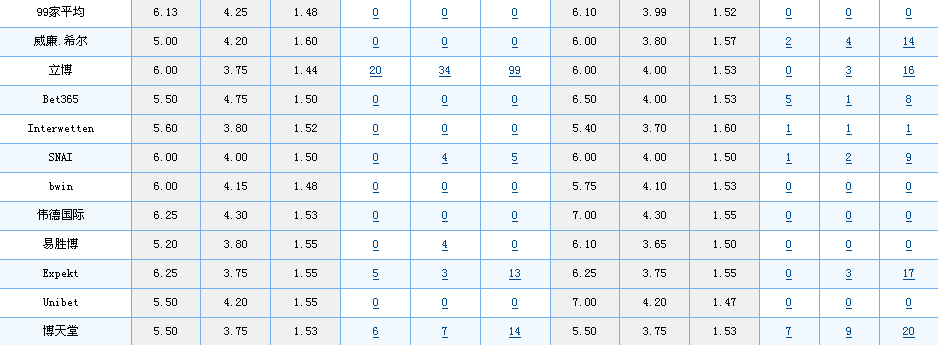 99家平均 6.13 4.25 1.48 0 0 0 6.10 3.99 1.52 0 0 0
威廉.希尔 5.00 4.20 1.60 0 0 0 6.00 3.80 1.57 2 4 14
立博 6.00 3.75 1.44 20 34 99 6.00 4.00 1.53 0 3 16
Bet365 5.50 4.75 1.50 0 0 0 6.50 4.00 1.53 5 1 8
Interwetten 5.60 3.80 1.52 0 0 0 5.40 3.70 1.60 1 1 1
SNAI 6.00 4.00 1.50 0 4 5 6.00 4.00 1.50 1 2 9
bwin 6.00 4.15 1.48 0 0 0 5.75 4.10 1.53 0 0 0
伟德国际 6.25 4.30 1.53 0 0 0 7.00 4.30 1.55 0 0 0
易胜博 5.20 3.80 1.55 0 4 0 6.10 3.65 1.50 0 0 0
Expekt 6.25 3.75 1.55 5 3 13 6.25 3.75 1.55 0 3 17
Unibet 5.50 4.20 1.55 0 0 0 7.00 4.20 1.47 0 0 0
博天堂 5.50 3.75 1.53 6 7 14 5.50 3.75 1.53 7 9 20